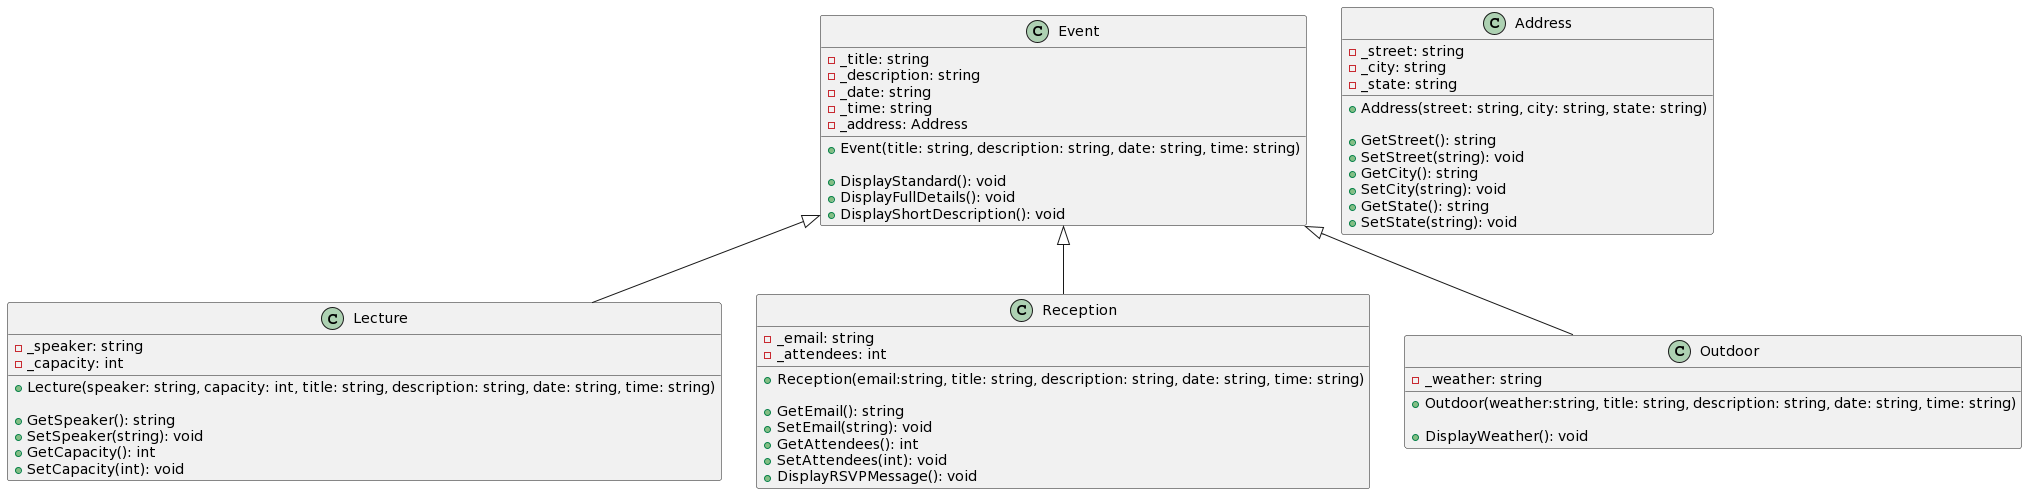 Event
_title: string
_description: string
_date: string
_time: string
_address: Address
Event(title: string, description: string, date: string, time: string)
DisplayStandard(): void
DisplayFullDetails(): void
DisplayShortDescription(): void
Address
_street: string
_city: string
_state: string
Address(street: string, city: string, state: string)
GetStreet(): string
SetStreet(string): void
GetCity(): string
SetCity(string): void
GetState(): string
SetState(string): void
Lecture
_speaker: string
_capacity: int
Lecture(speaker: string, capacity: int, title: string, description: string, date: string, time: string)
GetSpeaker(): string
SetSpeaker(string): void
GetCapacity(): int
SetCapacity(int): void
Reception
_email: string
_attendees: int
Reception(email:string, title: string, description: string, date: string, time: string)
GetEmail(): string
SetEmail(string): void
GetAttendees(): int
SetAttendees(int): void
DisplayRSVPMessage(): void
Outdoor
_weather: string
Outdoor(weather:string, title: string, description: string, date: string, time: string)
DisplayWeather(): void